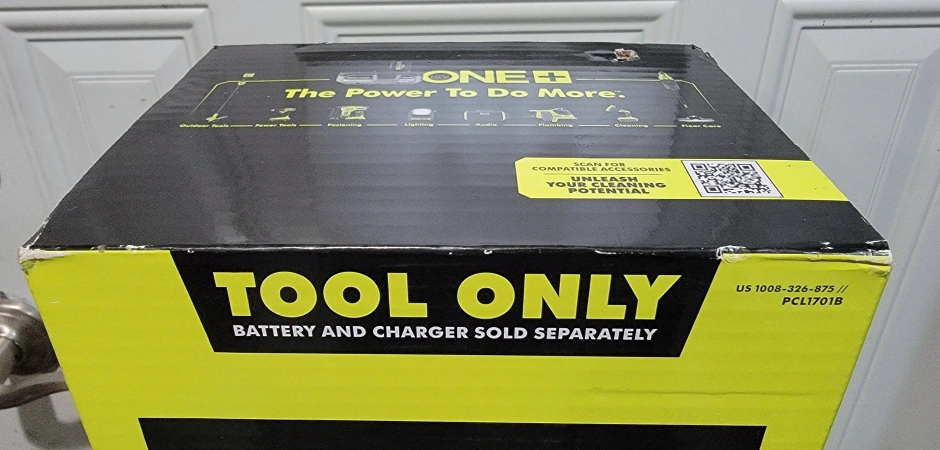 ONE+
The Power To Do More.
Outdoor Tools Power Tools Fastening Lighting Audio Plumbing Cleaning Floor Care
SCAN FOR
COMPATIBLE ACCESSORIES
UNLEASH
YOUR CLEANING
POTENTIAL
TOOL ONLY
BATTERY AND CHARGER SOLD SEPARATELY
US 1008-326-875 //
PCL1701B